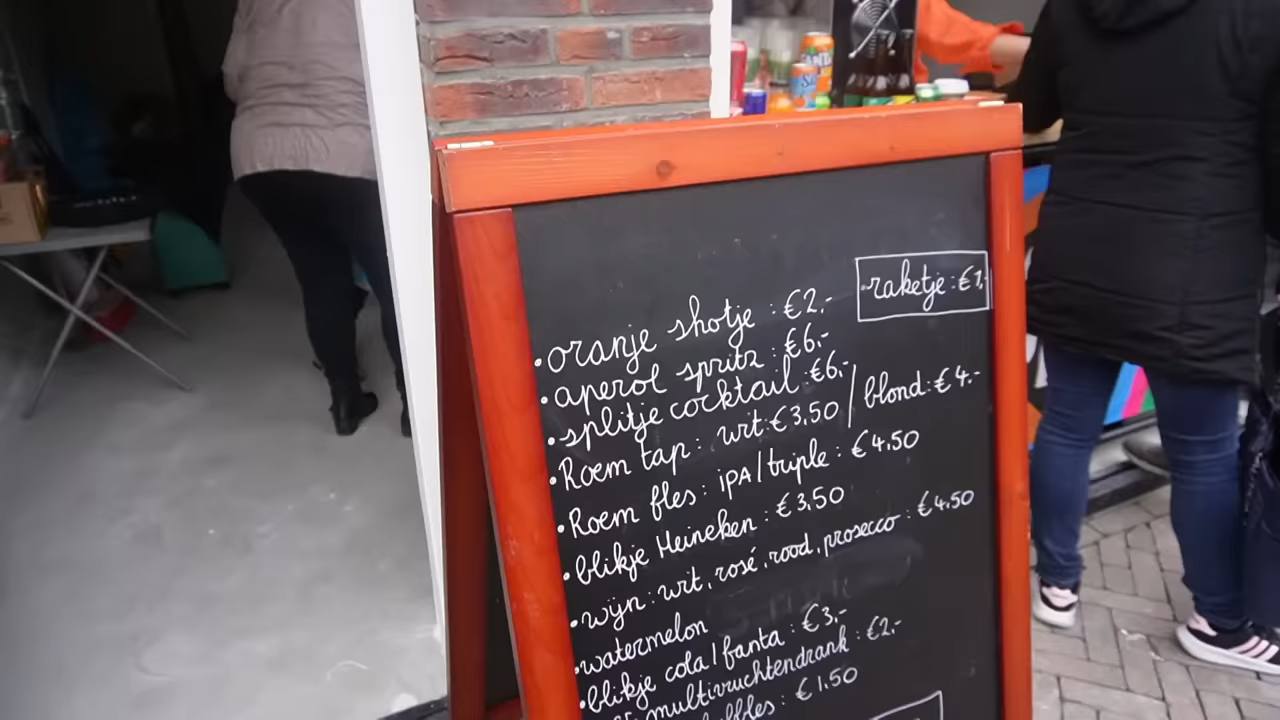 raketje: €1,-
• oranje shotje : €2,-
• aperol spritz : €6,-
• splitje cocktail : €6,-
• Roem tap : wit: €3,50 / blond: €4,-
• Roem fles : iPA / triple : €4,50
• blikje Heineken : €3,50
• wijn : wit, rosé, rood, prosecco : €4,50
• watermelon
• blikje cola / fanta : €3,-
multivruchtendrank : €2,-
€1.50